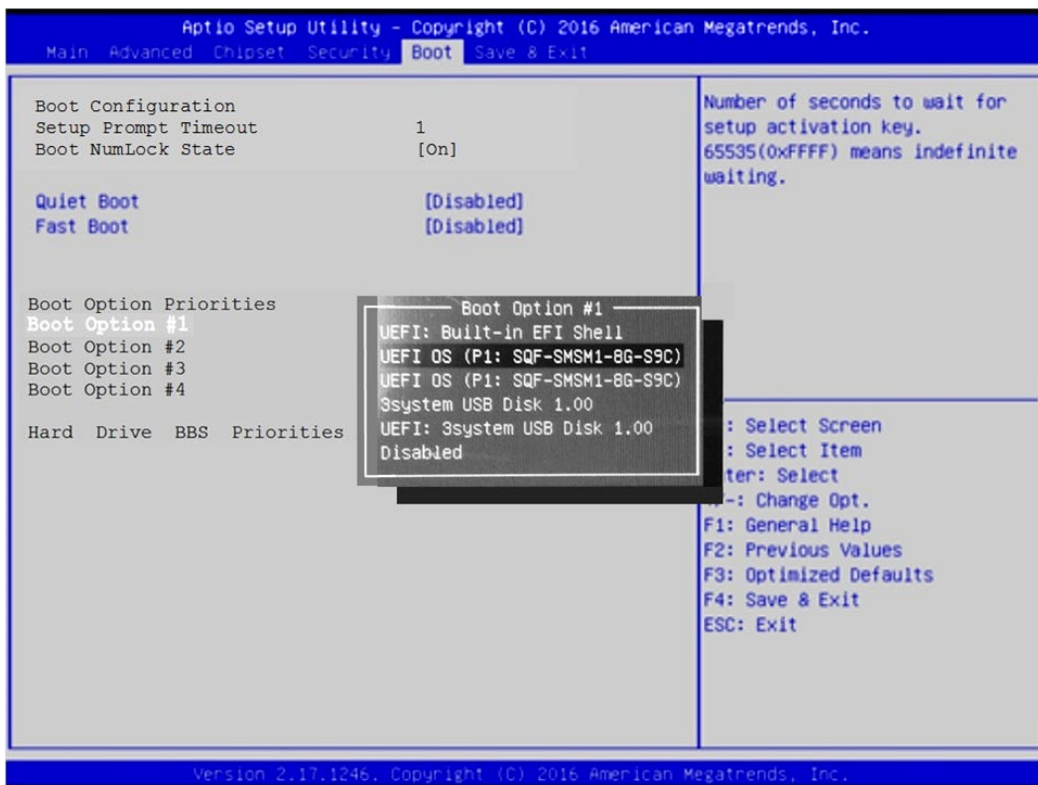 Aptio Setup Utility - Copyright (C) 2016 American Megatrends, Inc.
Main Advanced Chipset Security Boot Save & Exit
Boot Configuration
Setup Prompt Timeout 1
Boot NumLock State [On]
Quiet Boot [Disabled]
Fast Boot [Disabled]
Boot Option Priorities
Boot Option #1
Boot Option #2
Boot Option #3
Boot Option #4
Hard Drive BBS Priorities
Boot Option #1
UEFI: Built-in EFI Shell
UEFI OS (P1: SQF-SMSM1-8G-S9C)
UEFI OS (P1: SQF-SMSM1-8G-S9C)
3system USB Disk 1.00
UEFI: 3system USB Disk 1.00
Disabled
Number of seconds to wait for
setup activation key.
65535(0xFFFF) means indefinite
waiting.
: Select Screen
: Select Item
ter: Select
-: Change Opt.
F1: General Help
F2: Previous Values
F3: Optimized Defaults
F4: Save & Exit
ESC: Exit
Version 2.17.1246. Copyright (C) 2016 American Megatrends, Inc.